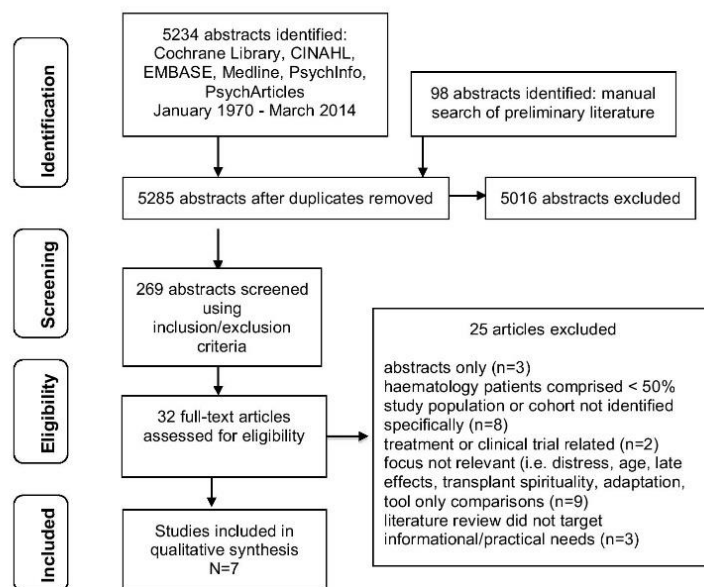 Identification
5234 abstracts identified:
Cochrane Library, CINAHL,
EMBASE, Medline, PsychInfo,
PsychArticles
January 1970 - March 2014
98 abstracts identified: manual
search of preliminary literature
5285 abstracts after duplicates removed
5016 abstracts excluded
Screening
269 abstracts screened
using
inclusion/exclusion
criteria
Eligibility
32 full-text articles
assessed for eligibility
25 articles excluded
abstracts only (n=3)
haematology patients comprised < 50%
study population or cohort not identified
specifically (n=8)
treatment or clinical trial related (n=2)
focus not relevant (i.e. distress, age, late
effects, transplant spirituality, adaptation,
tool only comparisons (n=9)
literature review did not target
informational/practical needs (n=3)
Included
Studies included in
qualitative synthesis
N=7